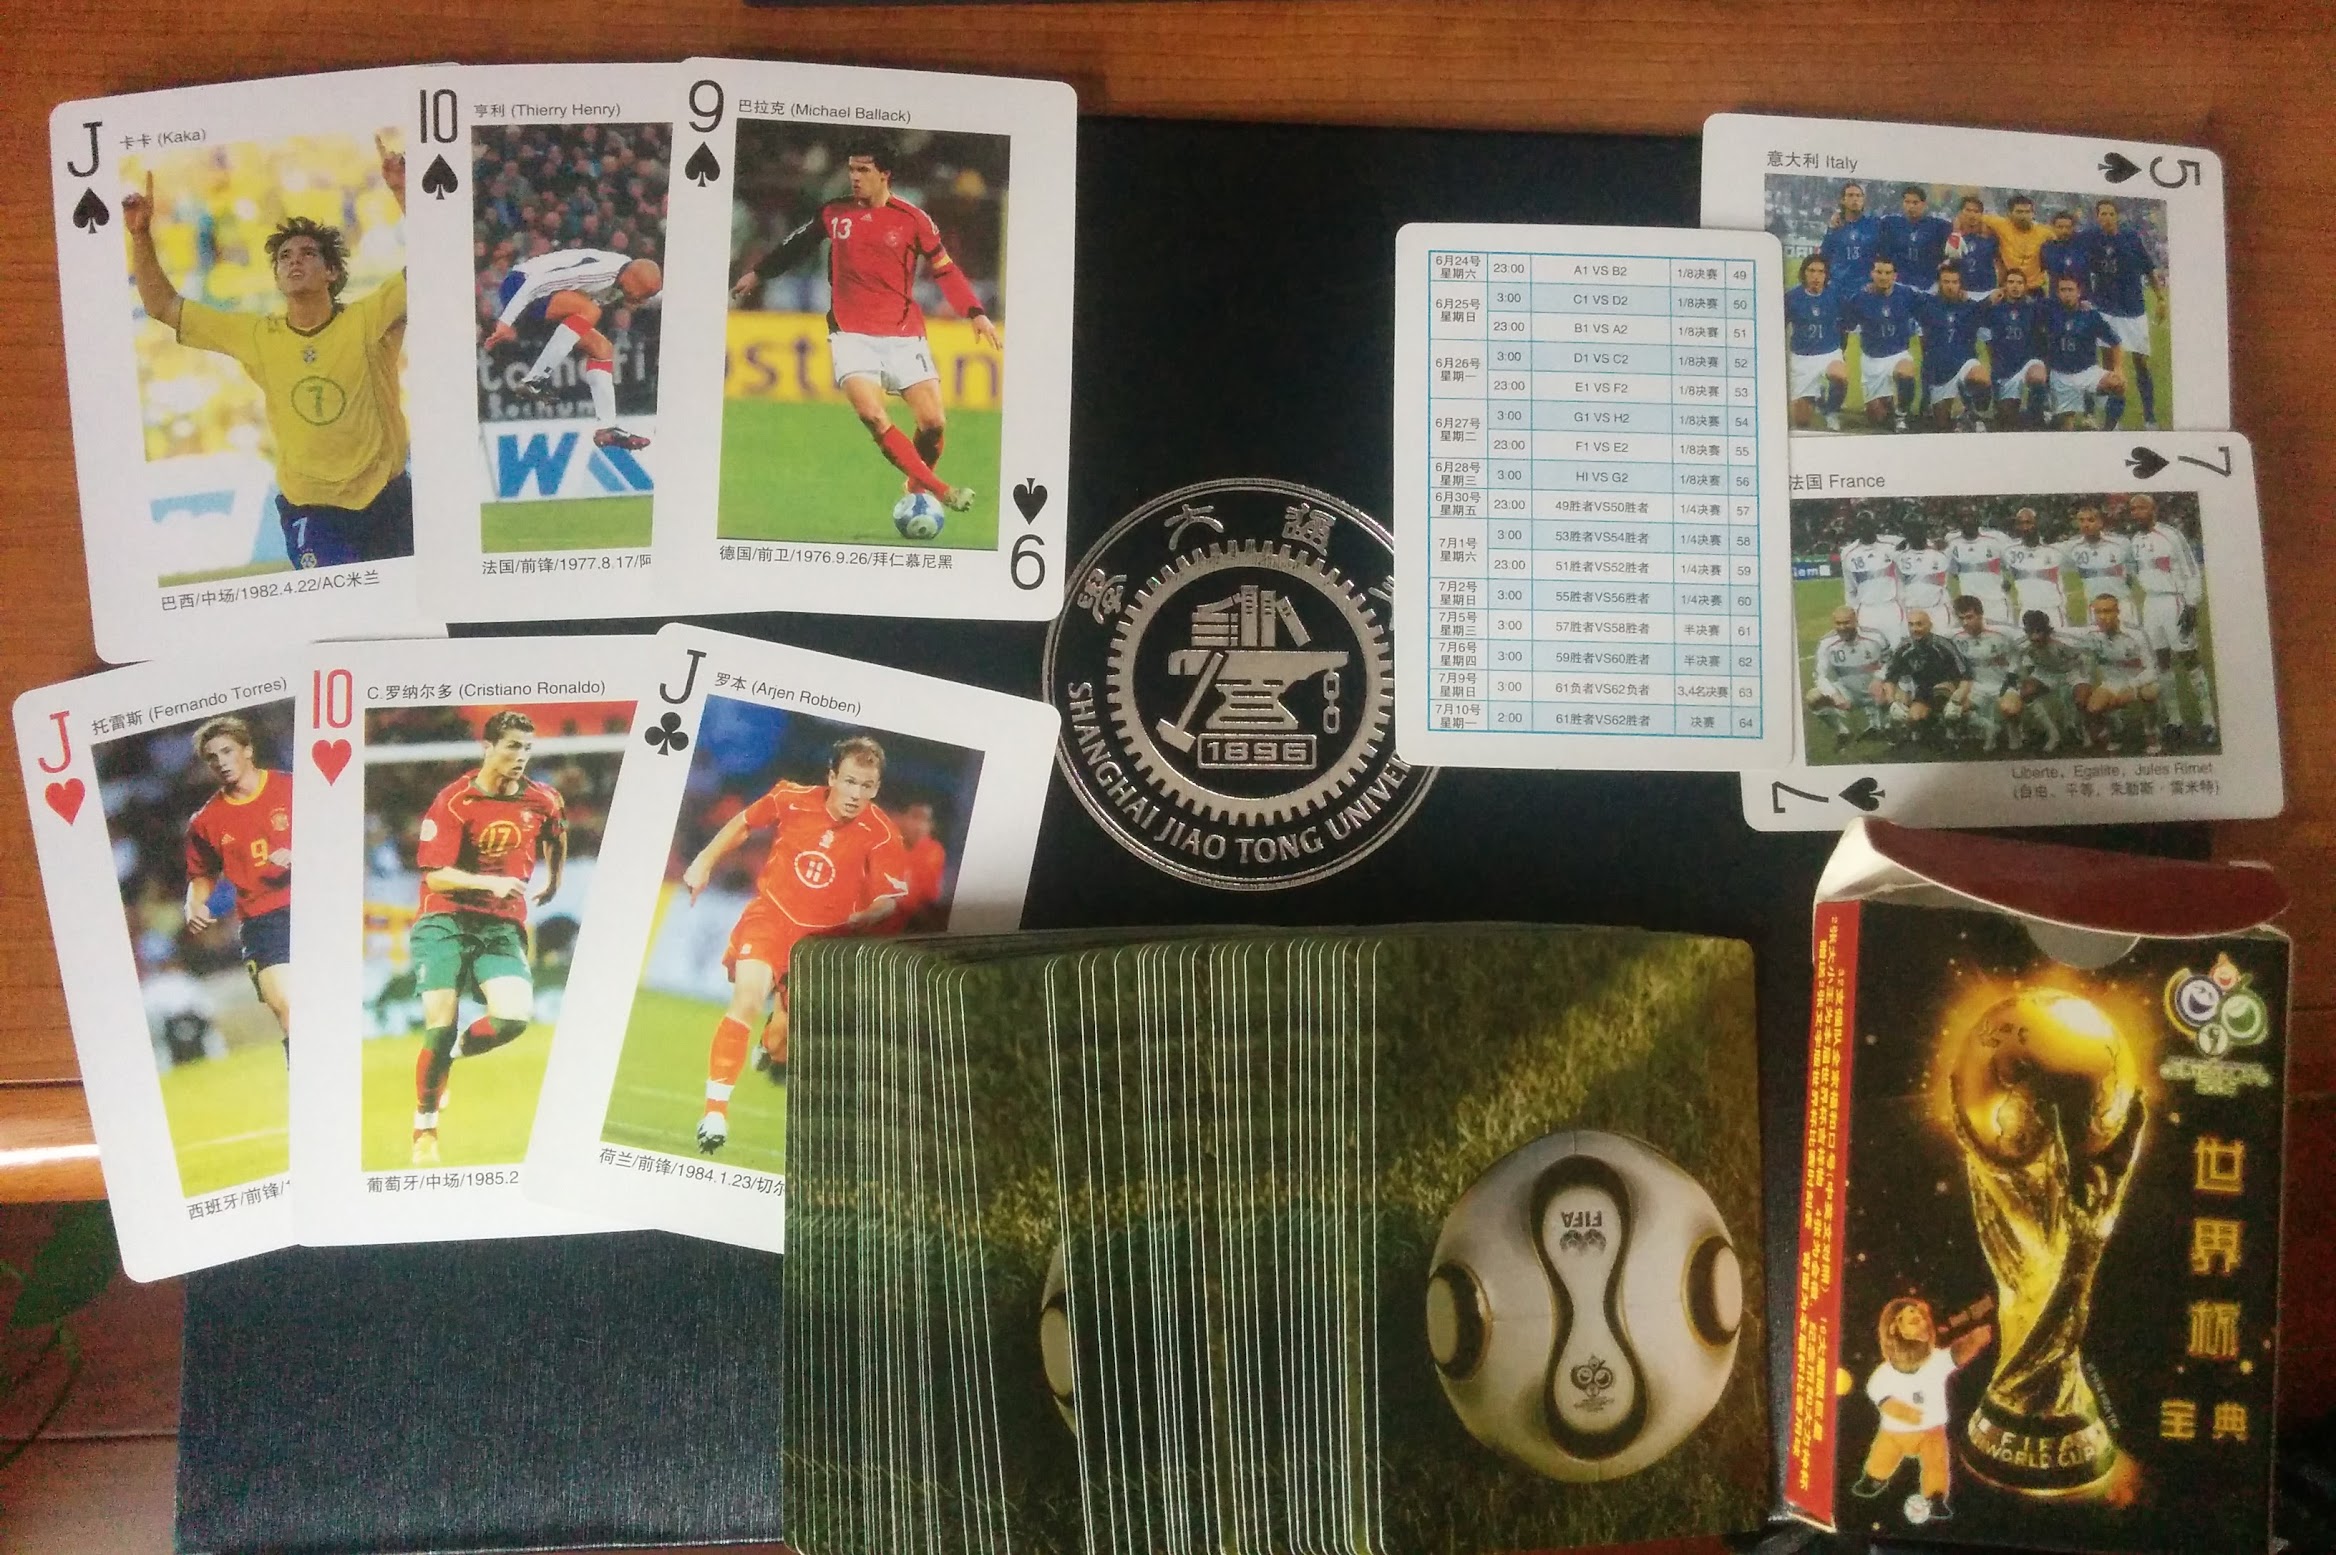 J
卡卡 (Kaka)
7
7
巴西/中场/1982.4.22/AC米兰
10
亨利 (Thierry Henry)
法国/前锋/1977.8.17/阿
9
巴拉克 (Michael Ballack)
13
德国/前卫/1976.9.26/拜仁慕尼黑
9
J
托雷斯 (Fernando Torres)
9
西班牙/前锋/
10
C.罗纳尔多 (Cristiano Ronaldo)
17
葡萄牙/中场/1985.2
J
罗本 (Arjen Robben)
11
荷兰/前锋/1984.1.23/切尔
1896
SHANGHAI JIAO TONG UNIVER
6月24号 星期六 23:00 A1 VS B2 1/8决赛 49
6月25号 星期日 3:00 C1 VS D2 1/8决赛 50
23:00 B1 VS A2 1/8决赛 51
6月26号 星期一 3:00 D1 VS C2 1/8决赛 52
23:00 E1 VS F2 1/8决赛 53
6月27号 星期二 3:00 G1 VS H2 1/8决赛 54
23:00 F1 VS E2 1/8决赛 55
6月28号 星期三 3:00 HI VS G2 1/8决赛 56
6月30号 星期五 23:00 49胜者VS50胜者 1/4决赛 57
7月1号 星期六 3:00 53胜者VS54胜者 1/4决赛 58
23:00 51胜者VS52胜者 1/4决赛 59
7月2号 星期日 3:00 55胜者VS56胜者 1/4决赛 60
7月5号 星期三 3:00 57胜者VS58胜者 半决赛 61
7月6号 星期四 3:00 59胜者VS60胜者 半决赛 62
7月9号 星期日 3:00 61负者VS62负者 3,4名决赛 63
7月10号 星期一 2:00 61胜者VS62胜者 决赛 64
意大利 Italy
5
法国 France
7
Liberte, Egalite, Jules Rimet
(自由、平等，朱勒斯·雷米特)
7
FIFA
世界杯
宝典
FIFA
WORLD CUP